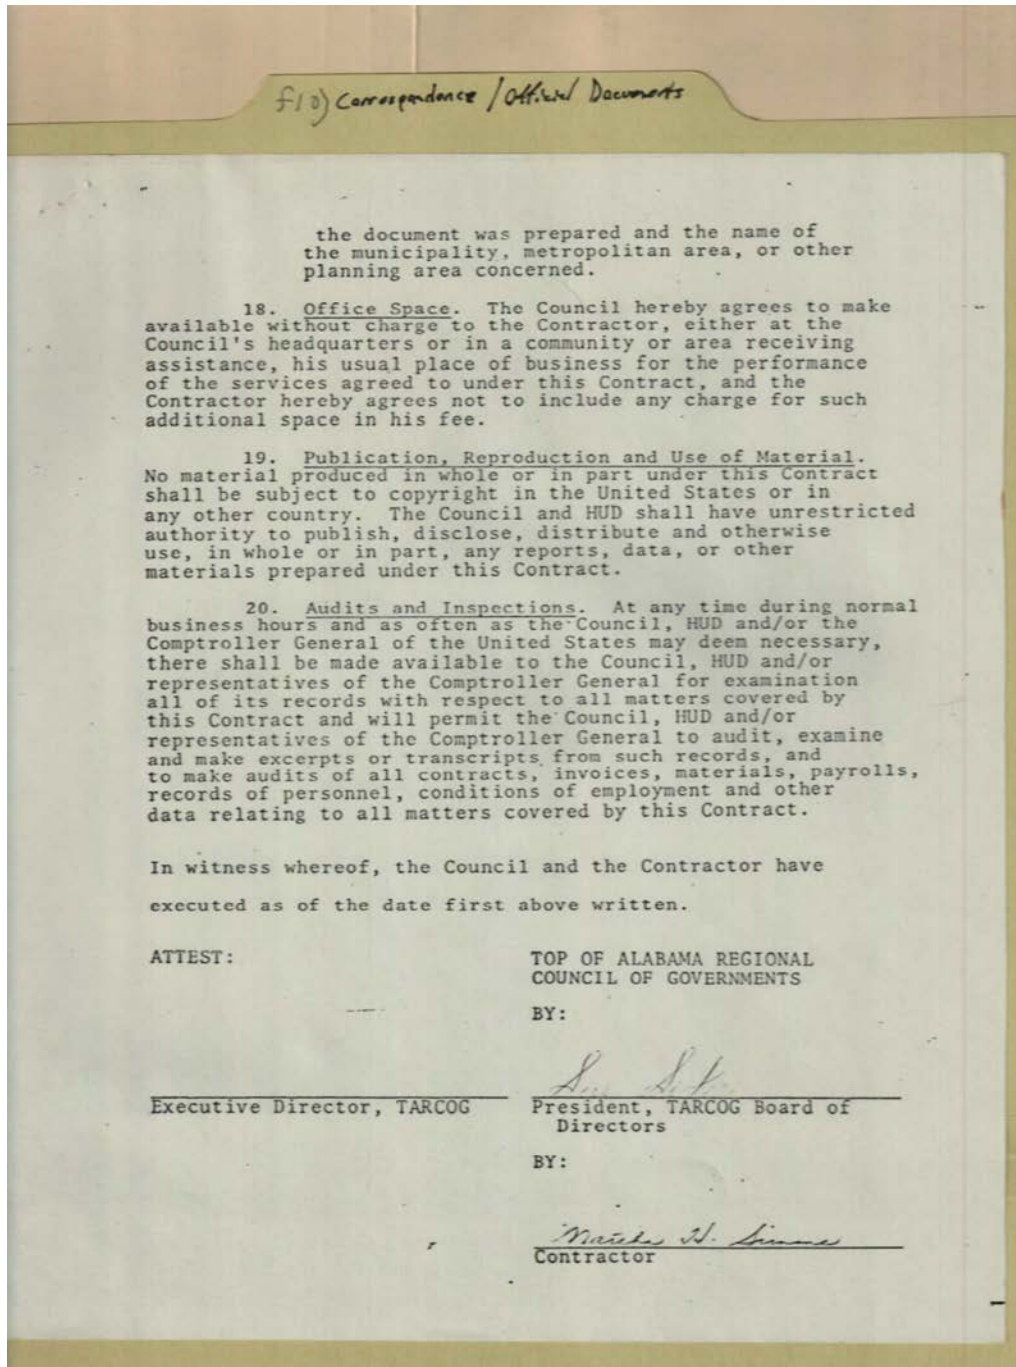 f10) Correspondence / Official Documents
the document was prepared and the name of
the municipality, metropolitan area, or other
planning area concerned.
18. Office Space. The Council hereby agrees to make
available without charge to the Contractor, either at the
Council's headquarters or in a community or area receiving
assistance, his usual place of business for the performance
of the services agreed to under this Contract, and the
Contractor hereby agrees not to include any charge for such
additional space in his fee.
19. Publication, Reproduction and Use of Material.
No material produced in whole or in part under this Contract
shall be subject to copyright in the United States or in
any other country. The Council and HUD shall have unrestricted
authority to publish, disclose, distribute and otherwise
use, in whole or in part, any reports, data, or other
materials prepared under this Contract.
20. Audits and Inspections. At any time during normal
business hours and as often as the Council, HUD and/or the
Comptroller General of the United States may deem necessary,
there shall be made available to the Council, HUD and/or
representatives of the Comptroller General for examination
all of its records with respect to all matters covered by
this Contract and will permit the Council, HUD and/or
representatives of the Comptroller General to audit, examine
and make excerpts or transcripts from such records, and
to make audits of all contracts, invoices, materials, payrolls,
records of personnel, conditions of employment and other
data relating to all matters covered by this Contract.
In witness whereof, the Council and the Contractor have
executed as of the date first above written.
ATTEST:
TOP OF ALABAMA REGIONAL
COUNCIL OF GOVERNMENTS
BY:
Executive Director, TARCOG
President, TARCOG Board of
Directors
BY:
H.
Contractor